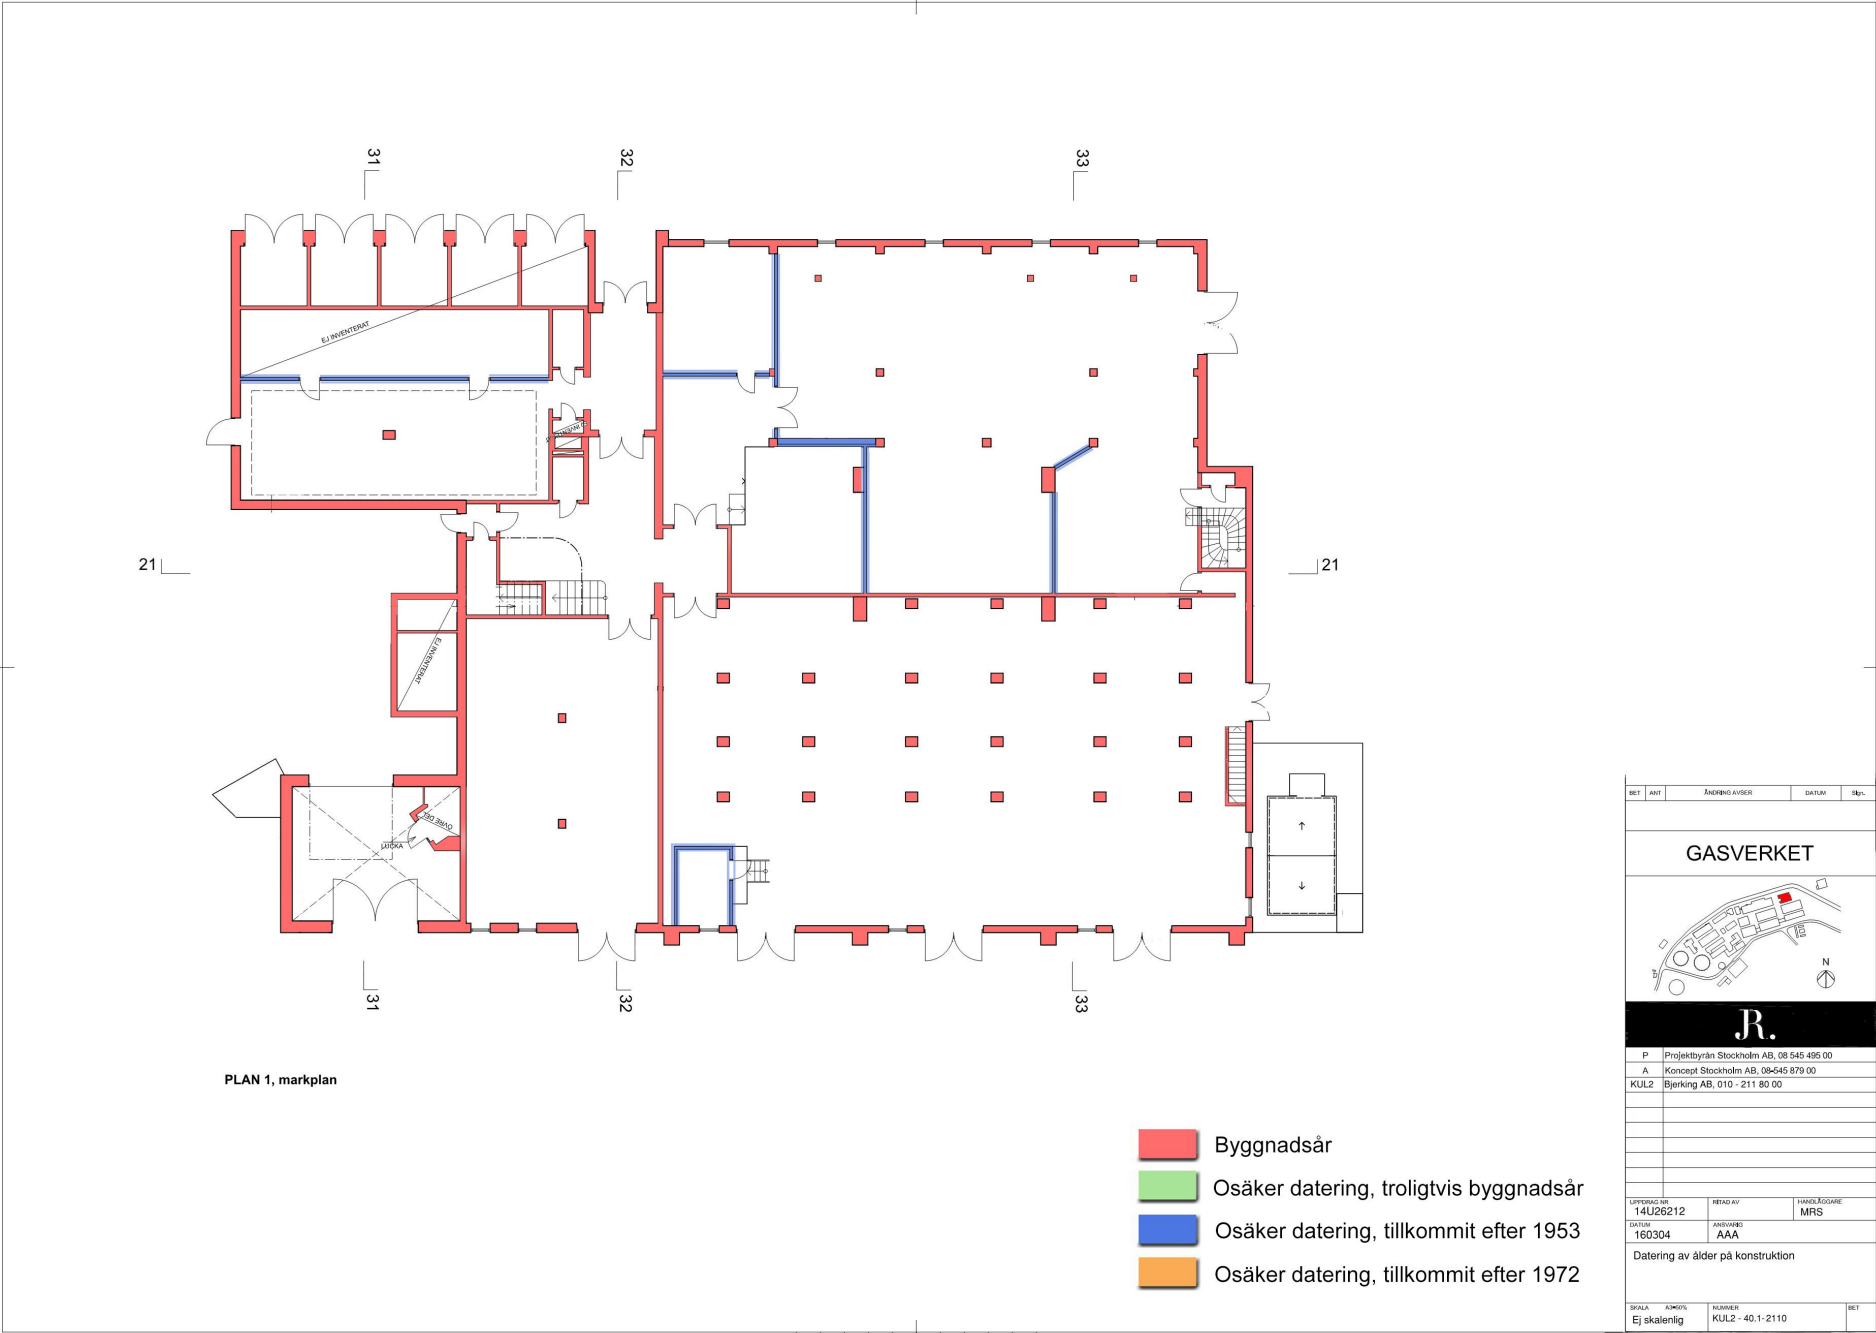 31
32
33
EJ INVENTERAT
EJ INVENTERAT
21
21
EJ INVENTERAT
ÖVRE DEL
LUCKA
31
32
33
PLAN 1, markplan
Byggnadsår
Osäker datering, troligtvis byggnadsår
Osäker datering, tillkommit efter 1953
Osäker datering, tillkommit efter 1972
BET ANT ÄNDRING AVSER DATUM Sign.
GASVERKET
N
JR.
P Projektbyrån Stockholm AB, 08 545 495 00
A Koncept Stockholm AB, 08-545 879 00
KUL2 Bjerking AB, 010 - 211 80 00
UPPDRAG NR RITAD AV HANDLÄGGARE
14U26212 MRS
DATUM ANSVARIG
160304 AAA
Datering av ålder på konstruktion
SKALA A3=50% NUMMER BET
Ej skalenlig KUL2 - 40.1-2110